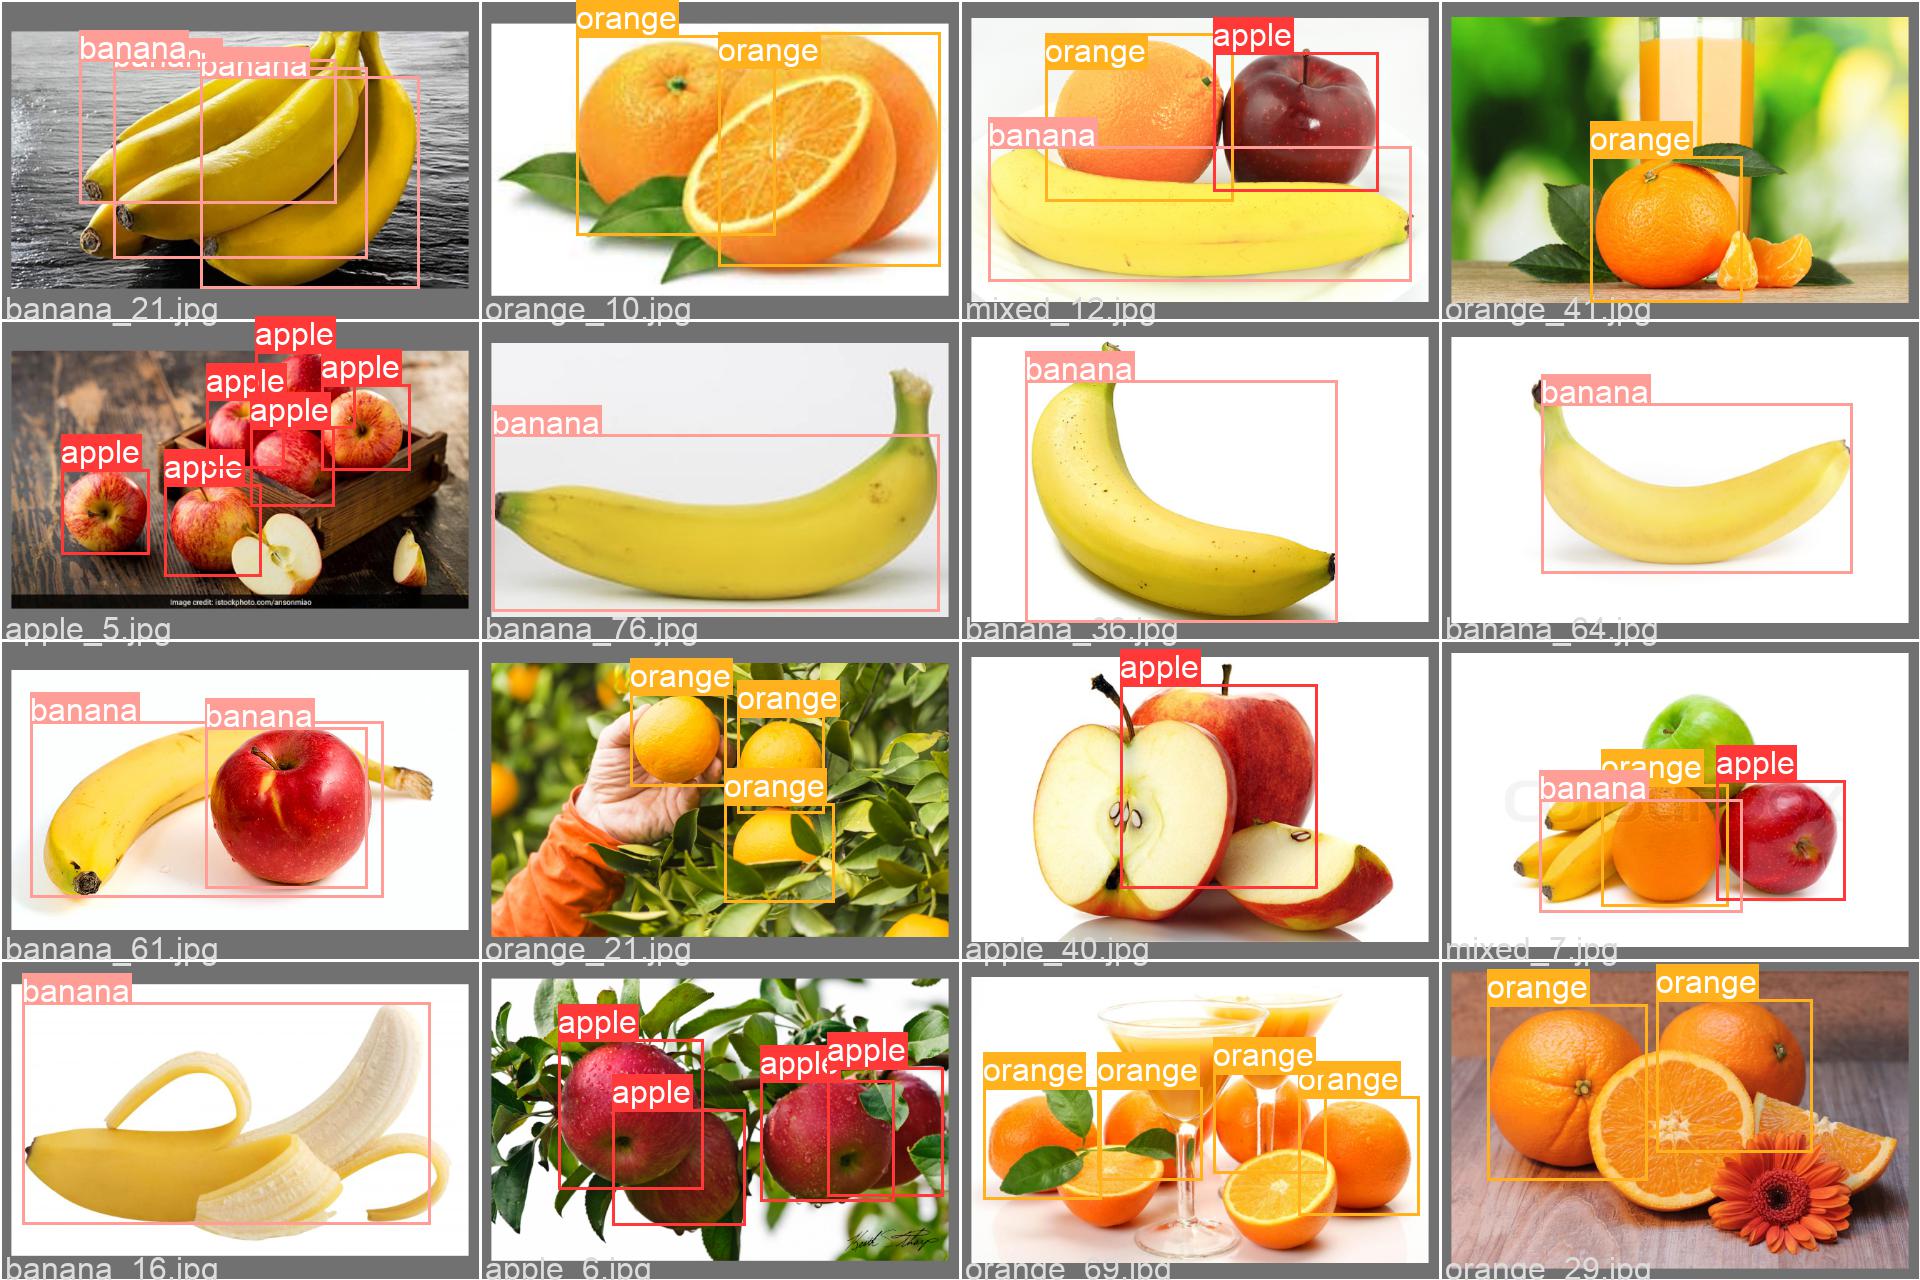 banana
banana
banana
banana_21.jpg
orange
orange
orange_10.jpg
orange
apple
banana
mixed_12.jpg
orange
orange_41.jpg
apple
apple
apple
apple
apple
apple
Image credit: istockphoto.com/ansonmiao
apple_5.jpg
banana
banana_76.jpg
banana
banana_36.jpg
banana
banana_64.jpg
banana
banana
banana_61.jpg
orange
orange
orange
orange_21.jpg
apple
apple_40.jpg
orange
apple
banana
mixed_7.jpg
banana
banana_16.jpg
apple
apple
apple
apple
apple_6.jpg
orange
orange
orange
orange
orange_69.jpg
orange
orange
orange_29.jpg